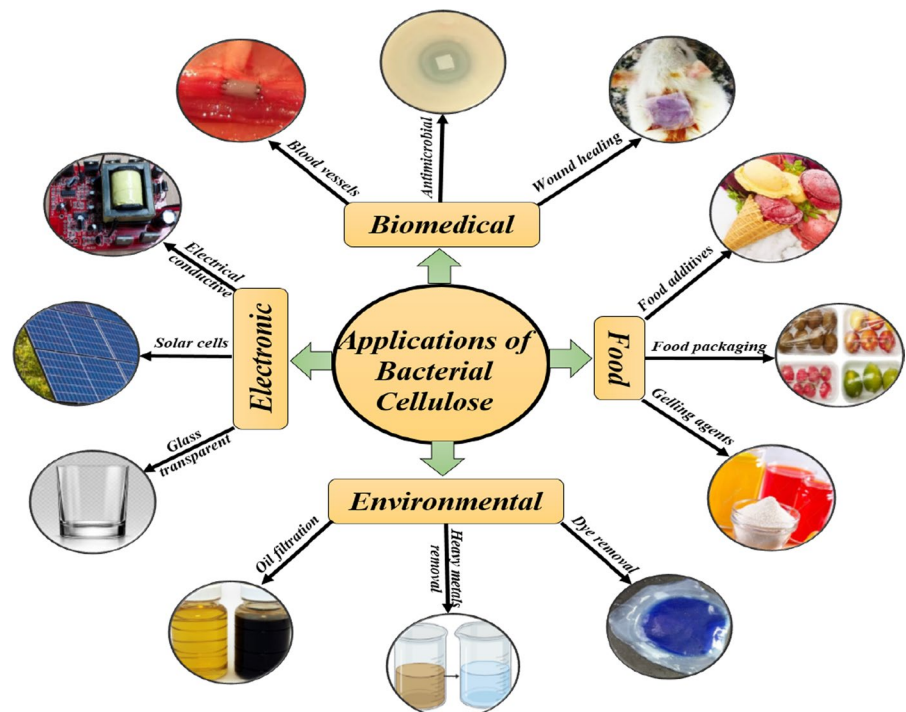 Blood vessels
Antimicrobial
Wound healing
Biomedical
Electrical
conductive
Solar cells
Glass
transparent
Electronic
Applications of
Bacterial
Cellulose
Food
Food additives
Food packaging
Gelling agents
Environmental
Oil filtration
Heavy metals
removal
Dye removal